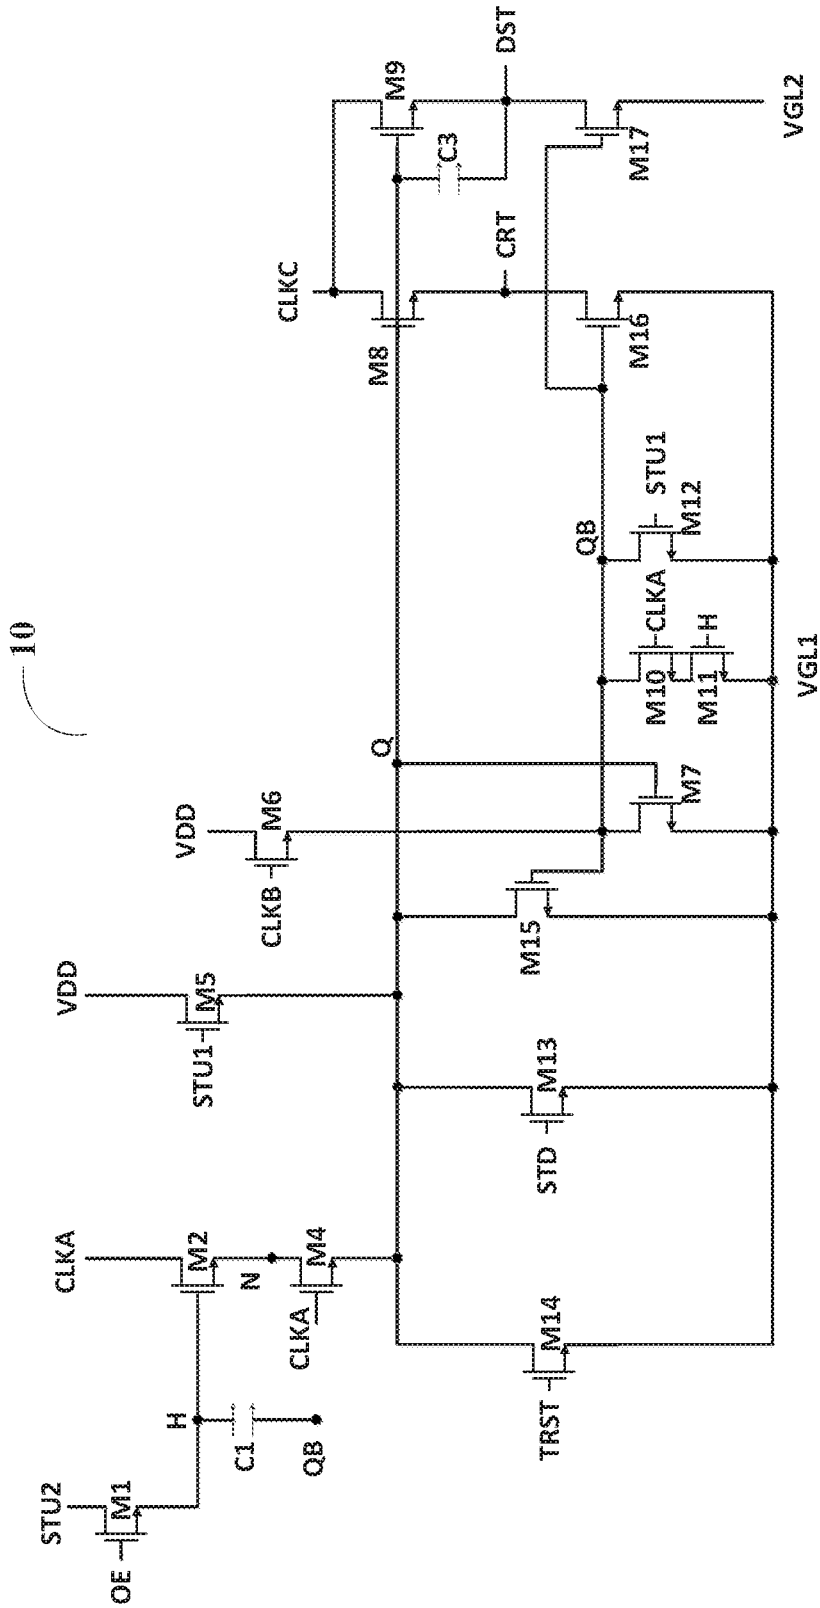 10
STU2
OE
M1
H
C1
QB
CLKA
M2
N
M4
CLKA
VDD
STU1
M5
VDD
CLKB
M6
Q
CLKC
M8
M9
C3
CRT
DST
TRST
M14
STD
M13
M15
M7
QB
M10
CLKA
M11
H
STU1
M12
M16
M17
VGL1
VGL2